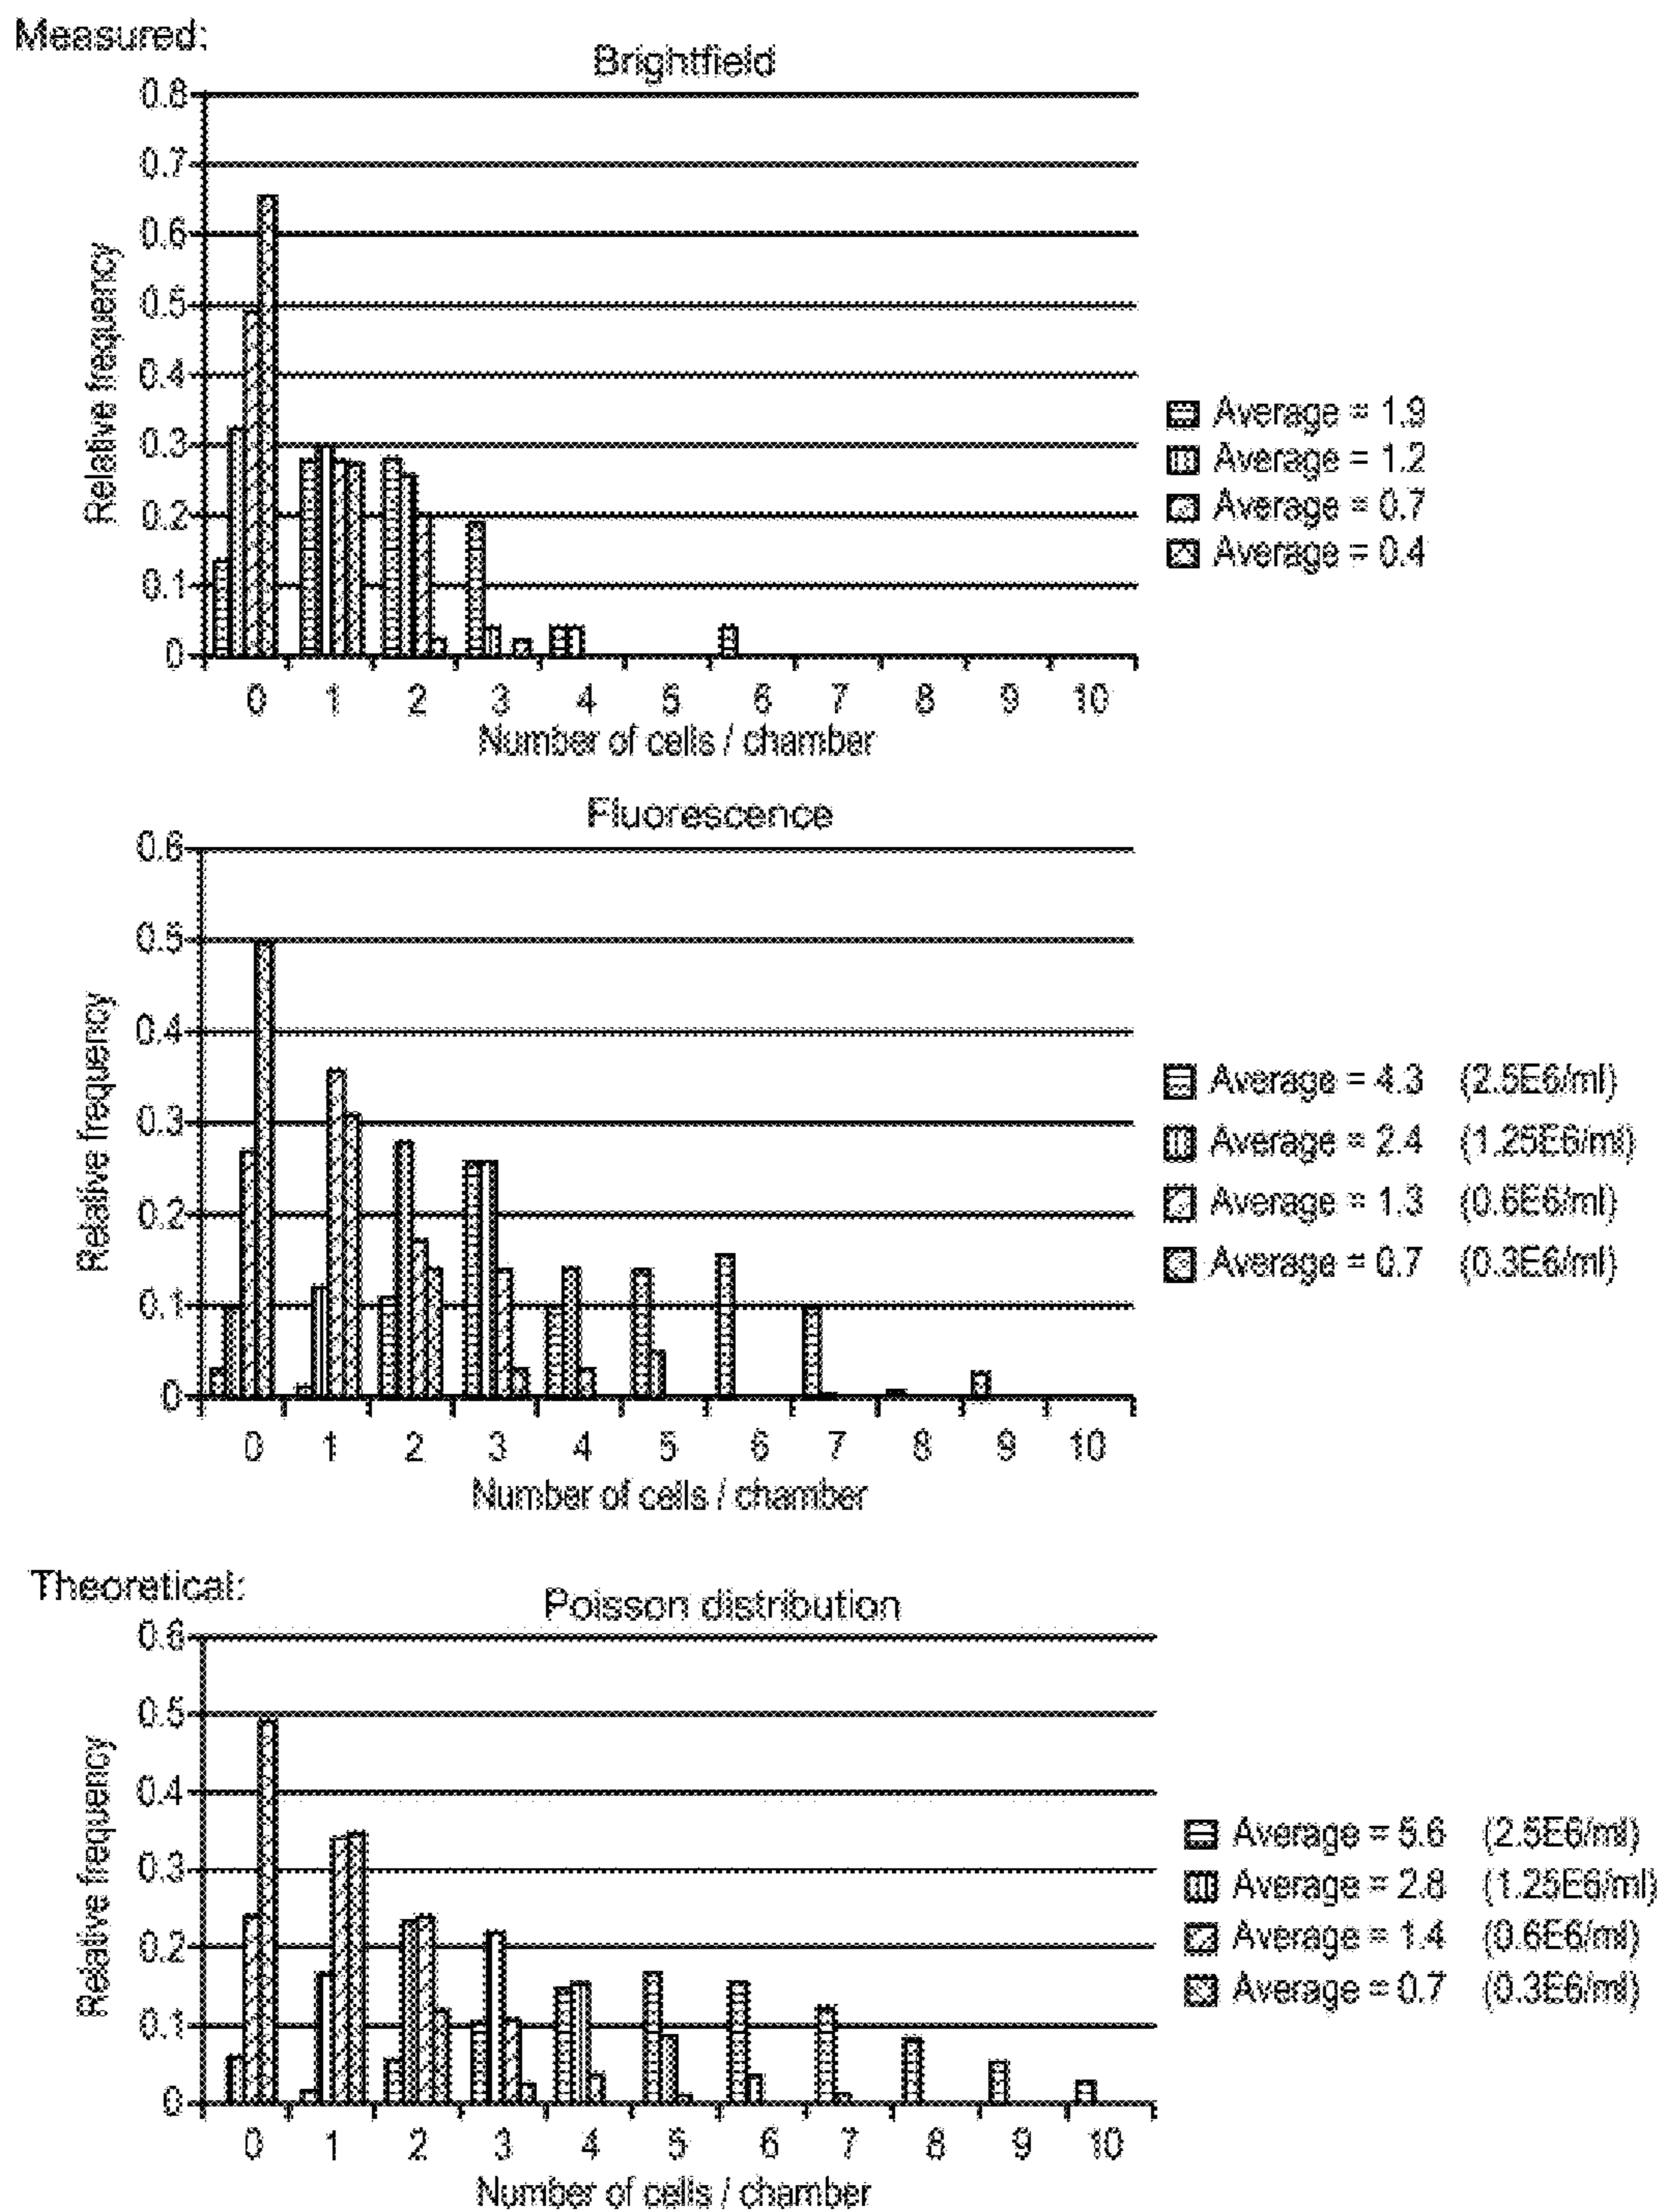 Measured:
Brightfield
0.8
0.7
0.6
0.5
0.4
0.3
0.2
0.1
0
Relative frequency
0 1 2 3 4 5 6 7 8 9 10
Number of cells / chamber
Average = 1.9
Average = 1.2
Average = 0.7
Average = 0.4
Fluorescence
0.6
0.5
0.4
0.3
0.2
0.1
0
Relative frequency
0 1 2 3 4 5 6 7 8 9 10
Number of cells / chamber
Average = 4.3 (2.5E6/ml)
Average = 2.4 (1.25E6/ml)
Average = 1.3 (0.6E6/ml)
Average = 0.7 (0.3E6/ml)
Theoretical:
Poisson distribution
0.6
0.5
0.4
0.3
0.2
0.1
0
Relative frequency
0 1 2 3 4 5 6 7 8 9 10
Number of cells / chamber
Average = 5.6 (2.5E6/ml)
Average = 2.8 (1.25E6/ml)
Average = 1.4 (0.6E6/ml)
Average = 0.7 (0.3E6/ml)